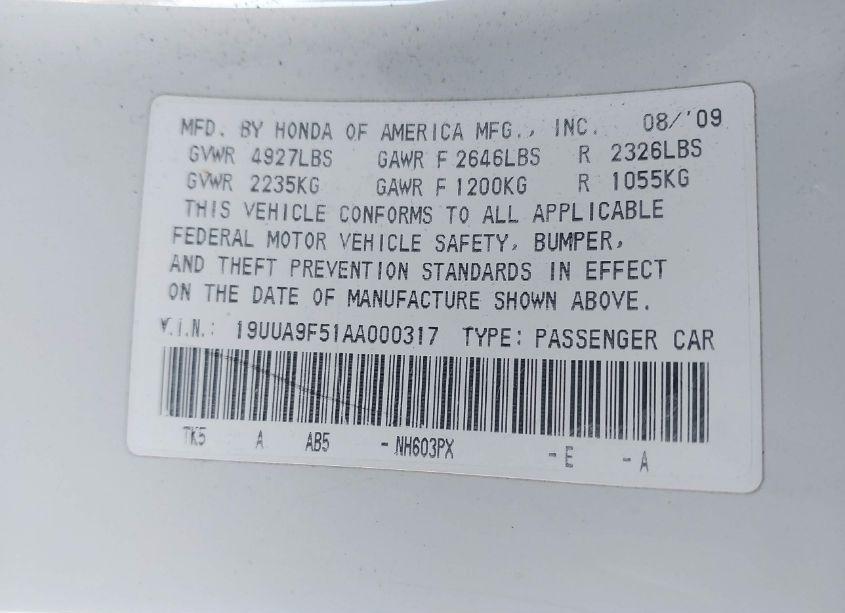 MFD. BY HONDA OF AMERICA MFG., INC. 08/'09
GVWR 4927LBS GAWR F 2646LBS R 2326LBS
GVWR 2235KG GAWR F 1200KG R 1055KG
THIS VEHICLE CONFORMS TO ALL APPLICABLE
FEDERAL MOTOR VEHICLE SAFETY, BUMPER,
AND THEFT PREVENTION STANDARDS IN EFFECT
ON THE DATE OF MANUFACTURE SHOWN ABOVE.
V.I.N.: 19UUA9F51AA000317 TYPE: PASSENGER CAR
TK5 A AB5 - NH603PX - E - A